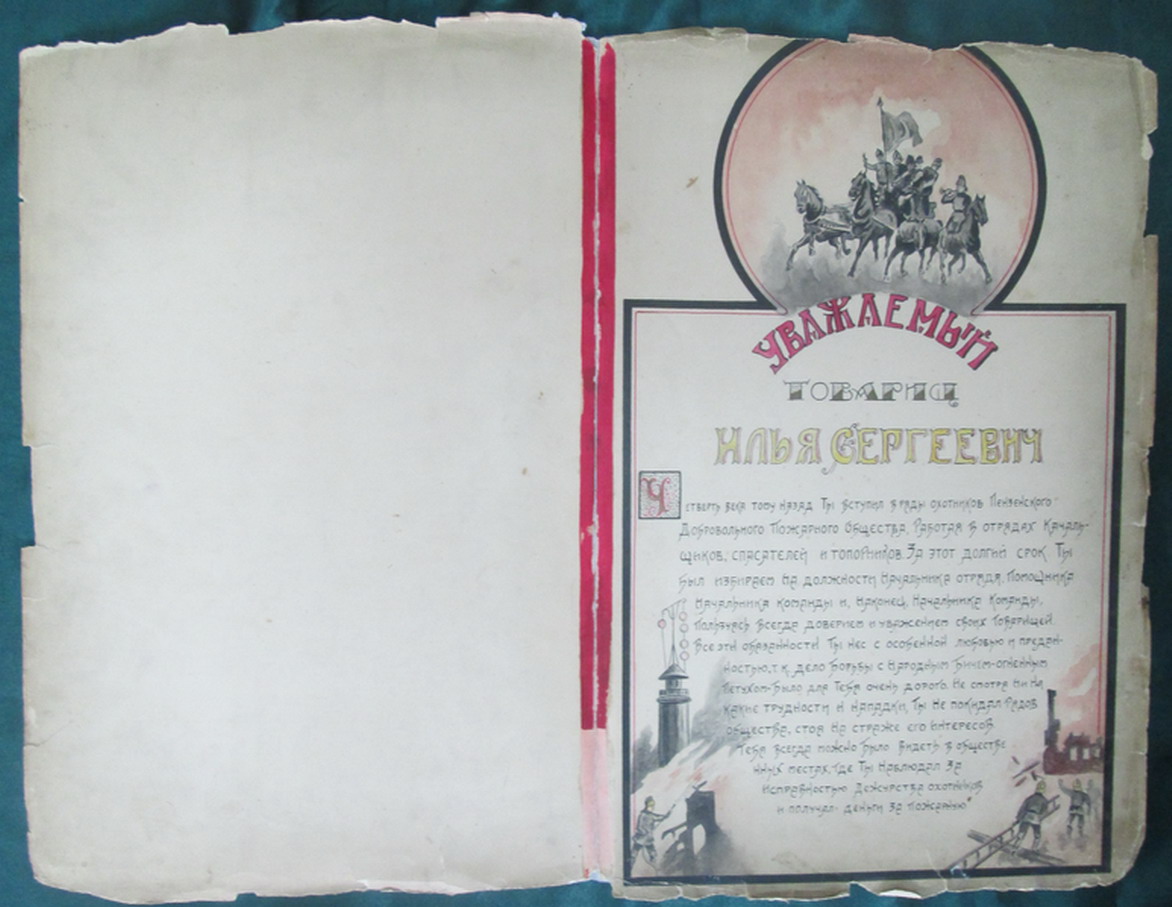 УВАЖАЕМЫЙ
ТОВАРИЩ
ИЛЬЯ СЕРГЕЕВИЧ
Четверть века тому назад Ты вступил в ряды охотников Пензенского
Добровольного Пожарного Общества, работая в отрядах качаль-
щиков, спасателей и топорников. За этот долгий срок Ты
был избираем на должности Начальника отряда, Помощника
Начальника команды и, наконец, Начальника Команды,
пользуясь всегда доверием и уважением своих товарищей.
Все эти обязанности Ты нес с особенной любовью и предан-
ностью, т.к. дело борьбы с народным бичем-огненным
петухом-было для Тебя очень дорого. Не смотря ни на
какие трудности и нападки, Ты не покидал рядов
общества, стоя на страже его интересов
Тебя всегда можно было видеть в обществе
нных местах, где Ты наблюдал за
исправностью дежурства охотников
и получал деньги за пожарную"